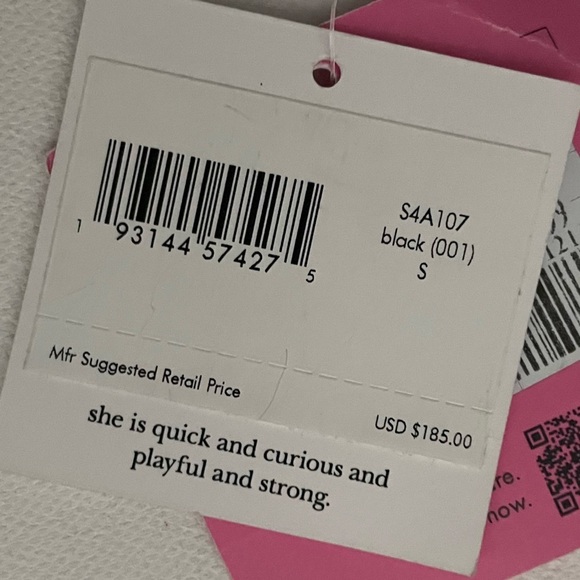 1 93144 57427 5
S4A107
black (001)
S
Mfr Suggested Retail Price
USD $185.00
she is quick and curious and
playful and strong.
re.
now.